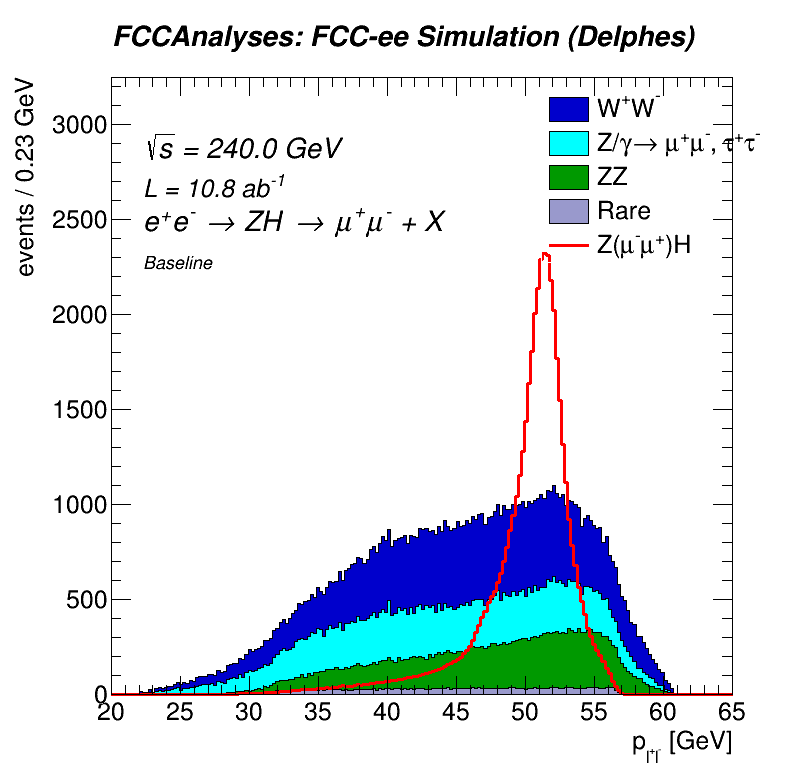 FCCAnalyses: FCC-ee Simulation (Delphes)
events / 0.23 GeV
3000
2500
2000
1500
1000
500
0
√s = 240.0 GeV
L = 10.8 ab⁻¹
e⁺e⁻ → ZH → μ⁺μ⁻ + X
Baseline
W⁺W⁻
Z/γ→ μ⁺μ⁻, τ⁺τ⁻
ZZ
Rare
Z(μ⁻μ⁺)H
20 25 30 35 40 45 50 55 60 65
p_{l⁺l⁻} [GeV]